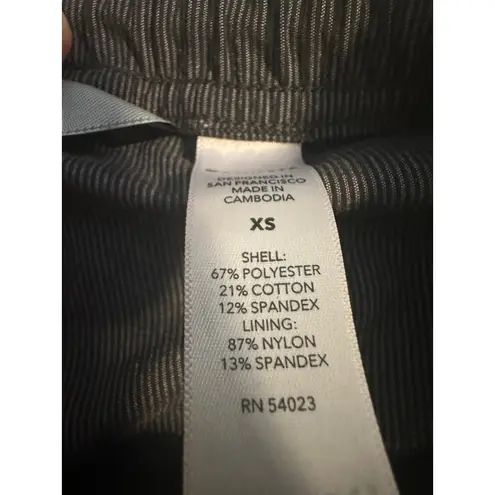 DESIGNED IN
SAN FRANCISCO
MADE IN
CAMBODIA
XS
SHELL:
67% POLYESTER
21% COTTON
12% SPANDEX
LINING:
87% NYLON
13% SPANDEX
RN 54023